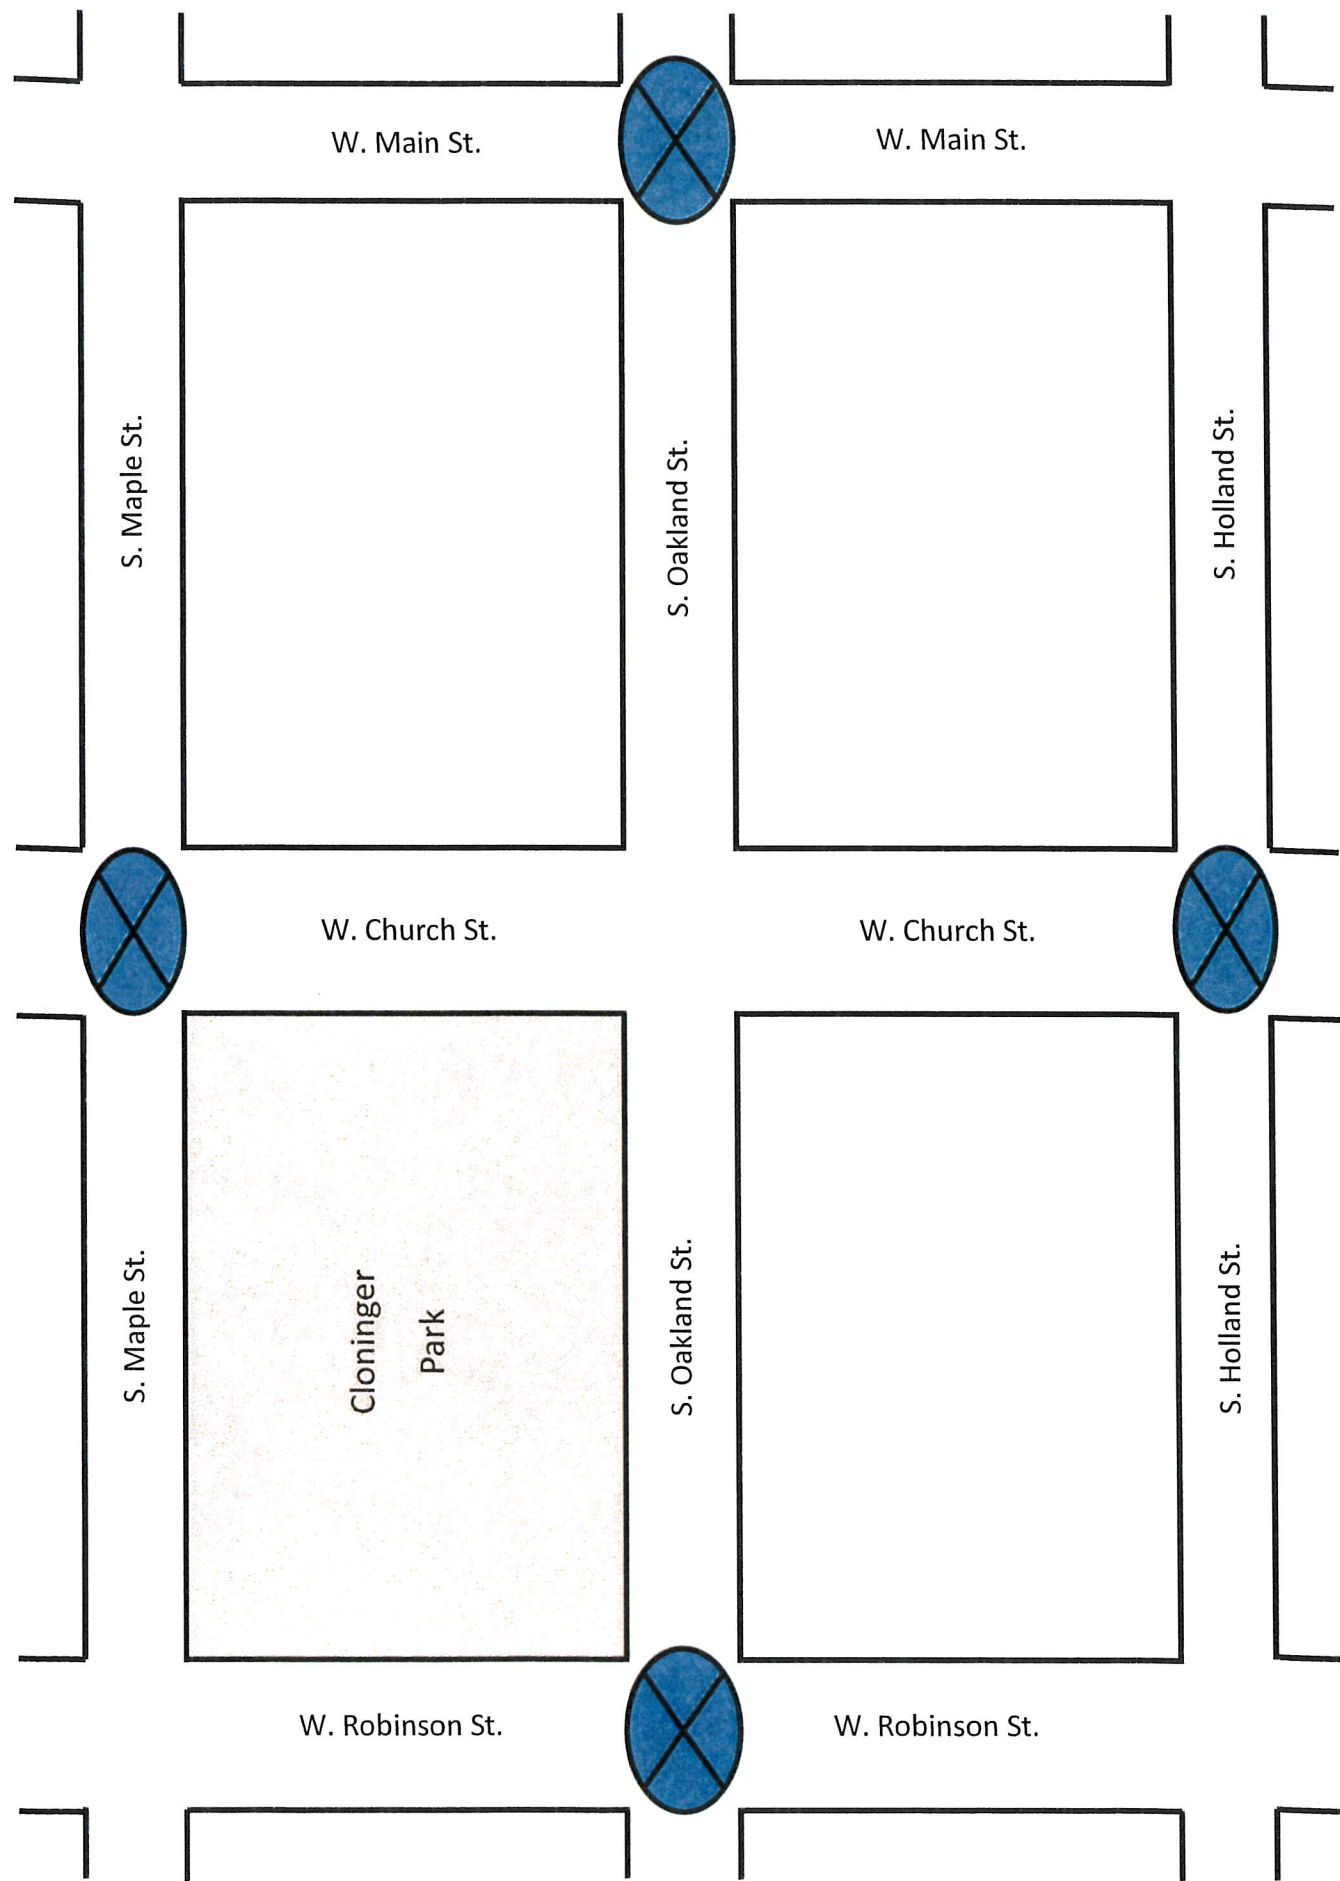 W. Main St.
W. Main St.
S. Maple St.
S. Oakland St.
S. Holland St.
W. Church St.
W. Church St.
S. Maple St.
Cloninger
Park
S. Oakland St.
S. Holland St.
W. Robinson St.
W. Robinson St.